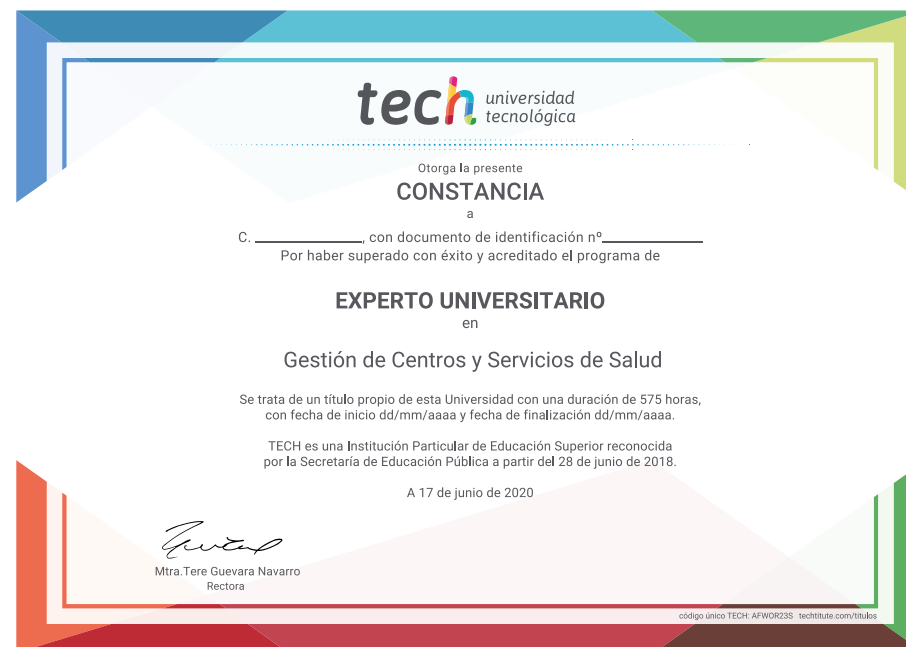 tech universidad
tecnológica
Otorga la presente
CONSTANCIA
a
C. ____________, con documento de identificación nº____________
Por haber superado con éxito y acreditado el programa de
EXPERTO UNIVERSITARIO
en
Gestión de Centros y Servicios de Salud
Se trata de un título propio de esta Universidad con una duración de 575 horas,
con fecha de inicio dd/mm/aaaa y fecha de finalización dd/mm/aaaa.
TECH es una Institución Particular de Educación Superior reconocida
por la Secretaría de Educación Pública a partir del 28 de junio de 2018.
A 17 de junio de 2020
Mtra.Tere Guevara Navarro
Rectora
código único TECH: AFWOR23S techtitute.com/titulos